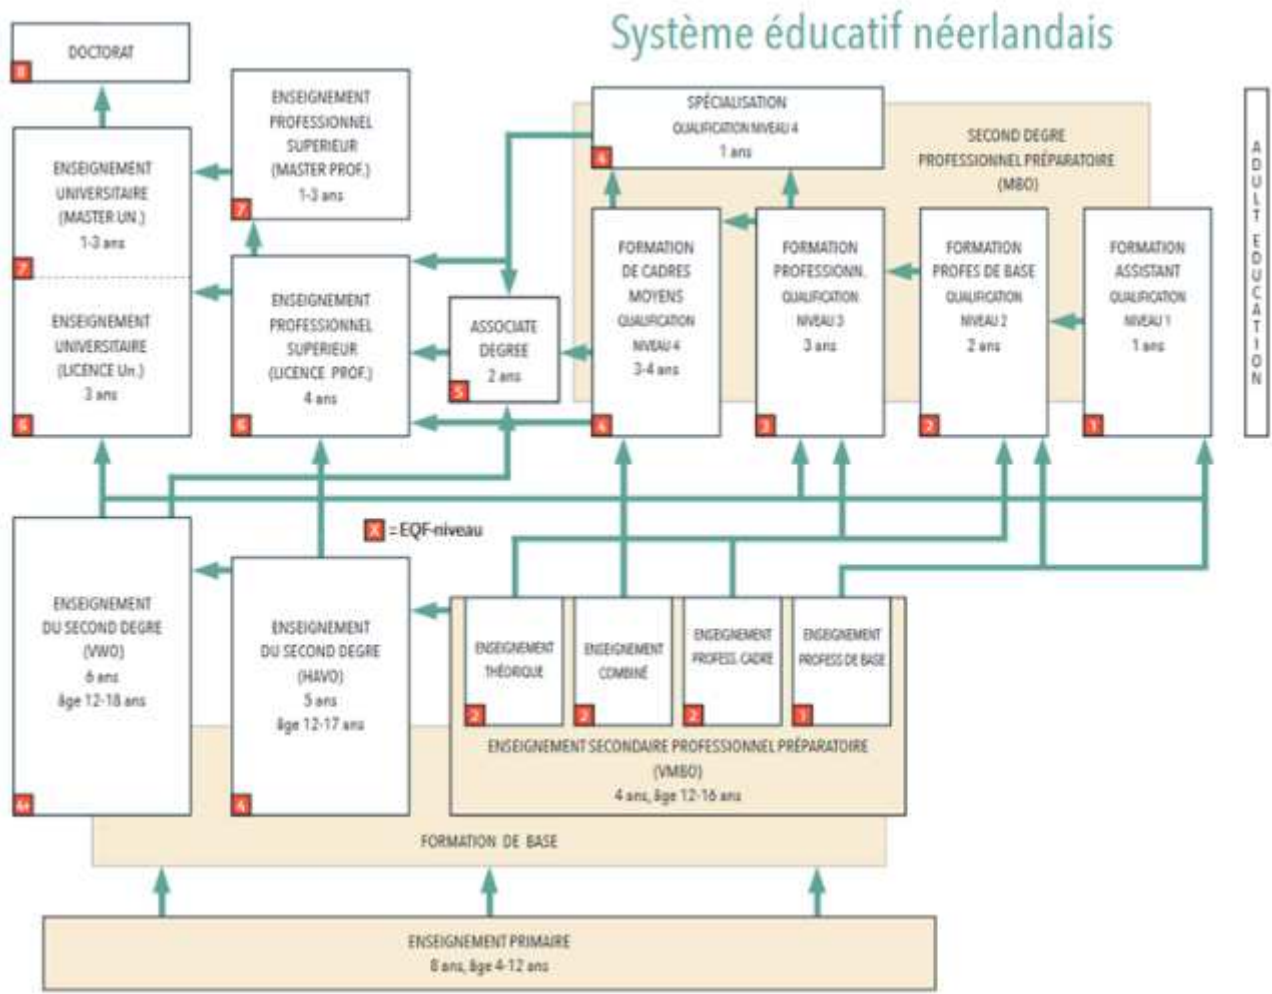 Système éducatif néerlandais
DOCTORAT
8
ENSEIGNEMENT
UNIVERSITAIRE
(MASTER UN.)
1-3 ans
7
ENSEIGNEMENT
UNIVERSITAIRE
(LICENCE Un.)
3 ans
6
ENSEIGNEMENT
PROFESSIONNEL
SUPERIEUR
(MASTER PROF.)
1-3 ans
7
ENSEIGNEMENT
PROFESSIONNEL
SUPERIEUR
(LICENCE PROF.)
4 ans
6
ASSOCIATE
DEGREE
2 ans
5
SPÉCIALISATION
QUALIFICATION NIVEAU 4
1 ans
4
SECOND DEGRE
PROFESSIONNEL PRÉPARATOIRE
(MBO)
FORMATION
DE CADRES
MOYENS
QUALIFICATION
NIVEAU 4
3-4 ans
4
FORMATION
PROFESSIONN.
QUALIFICATION
NIVEAU 3
3 ans
3
FORMATION
PROFES DE BASE
QUALIFICATION
NIVEAU 2
2 ans
2
FORMATION
ASSISTANT
QUALIFICATION
NIVEAU 1
1 ans
1
ADULT EDUCATION
X = EQF-niveau
ENSEIGNEMENT
DU SECOND DEGRE
(VWO)
6 ans
âge 12-18 ans
4+
ENSEIGNEMENT
DU SECOND DEGRE
(HAVO)
5 ans
âge 12-17 ans
4
ENSEIGNEMENT
THÉORIQUE
2
ENSEIGNEMENT
COMBINÉ
2
ENSEIGNEMENT
PROFESS. CADRE
2
ENSEIGNEMENT
PROFESS DE BASE
1
ENSEIGNEMENT SECONDAIRE PROFESSIONNEL PRÉPARATOIRE
(VMBO)
4 ans, âge 12-16 ans
FORMATION DE BASE
ENSEIGNEMENT PRIMAIRE
8 ans, âge 4-12 ans